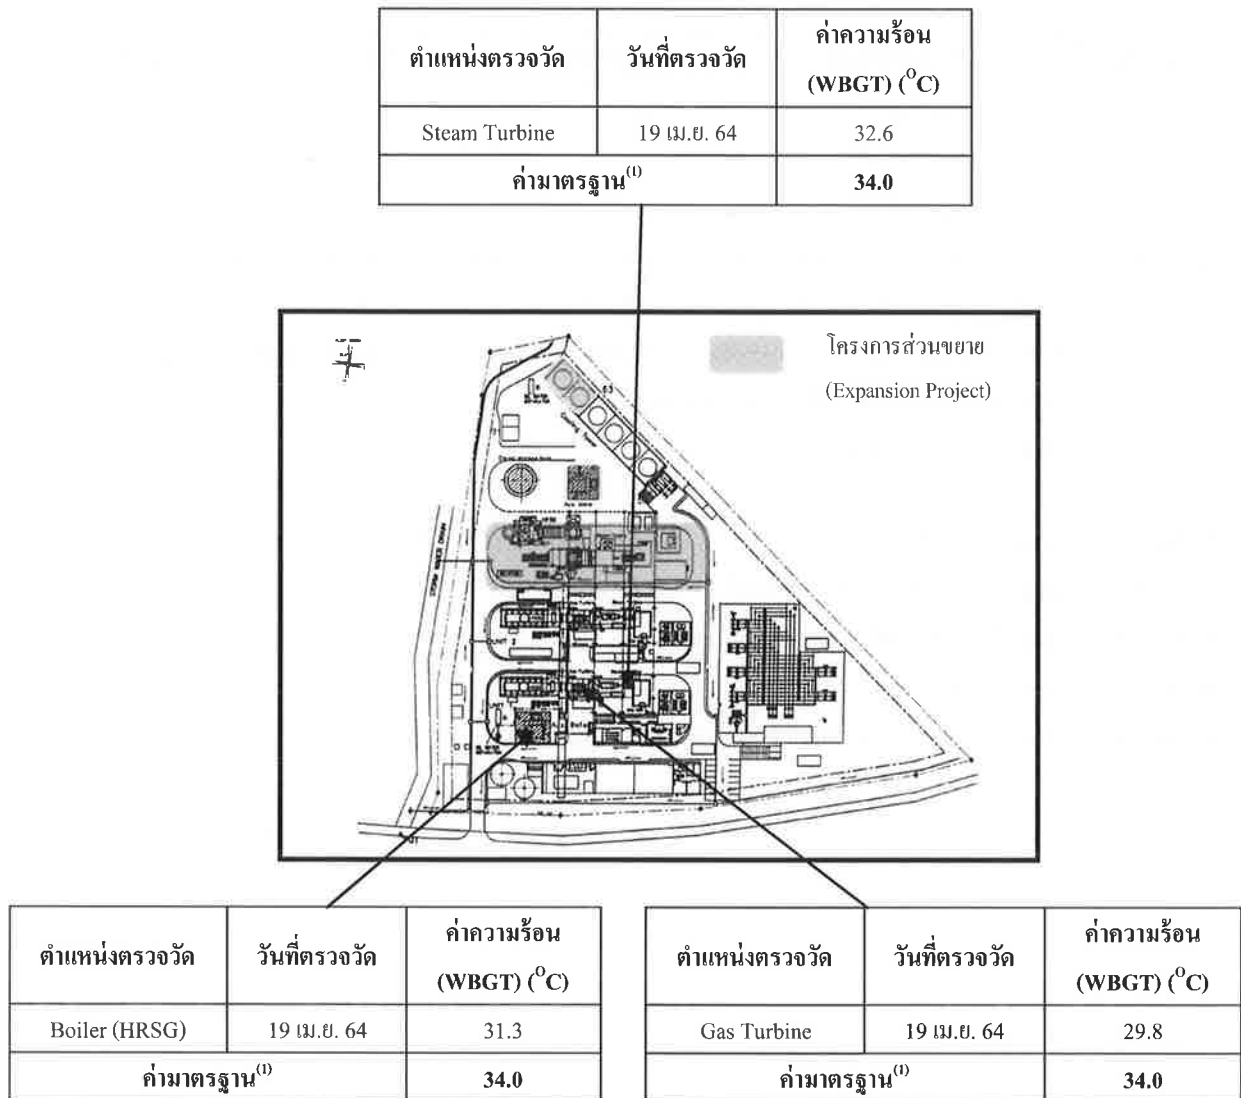 ตำแหน่งตรวจวัด วันที่ตรวจวัด ค่าความร้อน (WBGT) (°C)
Steam Turbine 19 เม.ย. 64 32.6
ค่ามาตรฐาน⁽¹⁾ 34.0
โครงการส่วนขยาย
(Expansion Project)
63
Cooling Tower
UNIT 2
UNIT
ตำแหน่งตรวจวัด วันที่ตรวจวัด ค่าความร้อน (WBGT) (°C)
Boiler (HRSG) 19 เม.ย. 64 31.3
ค่ามาตรฐาน⁽¹⁾ 34.0
ตำแหน่งตรวจวัด วันที่ตรวจวัด ค่าความร้อน (WBGT) (°C)
Gas Turbine 19 เม.ย. 64 29.8
ค่ามาตรฐาน⁽¹⁾ 34.0